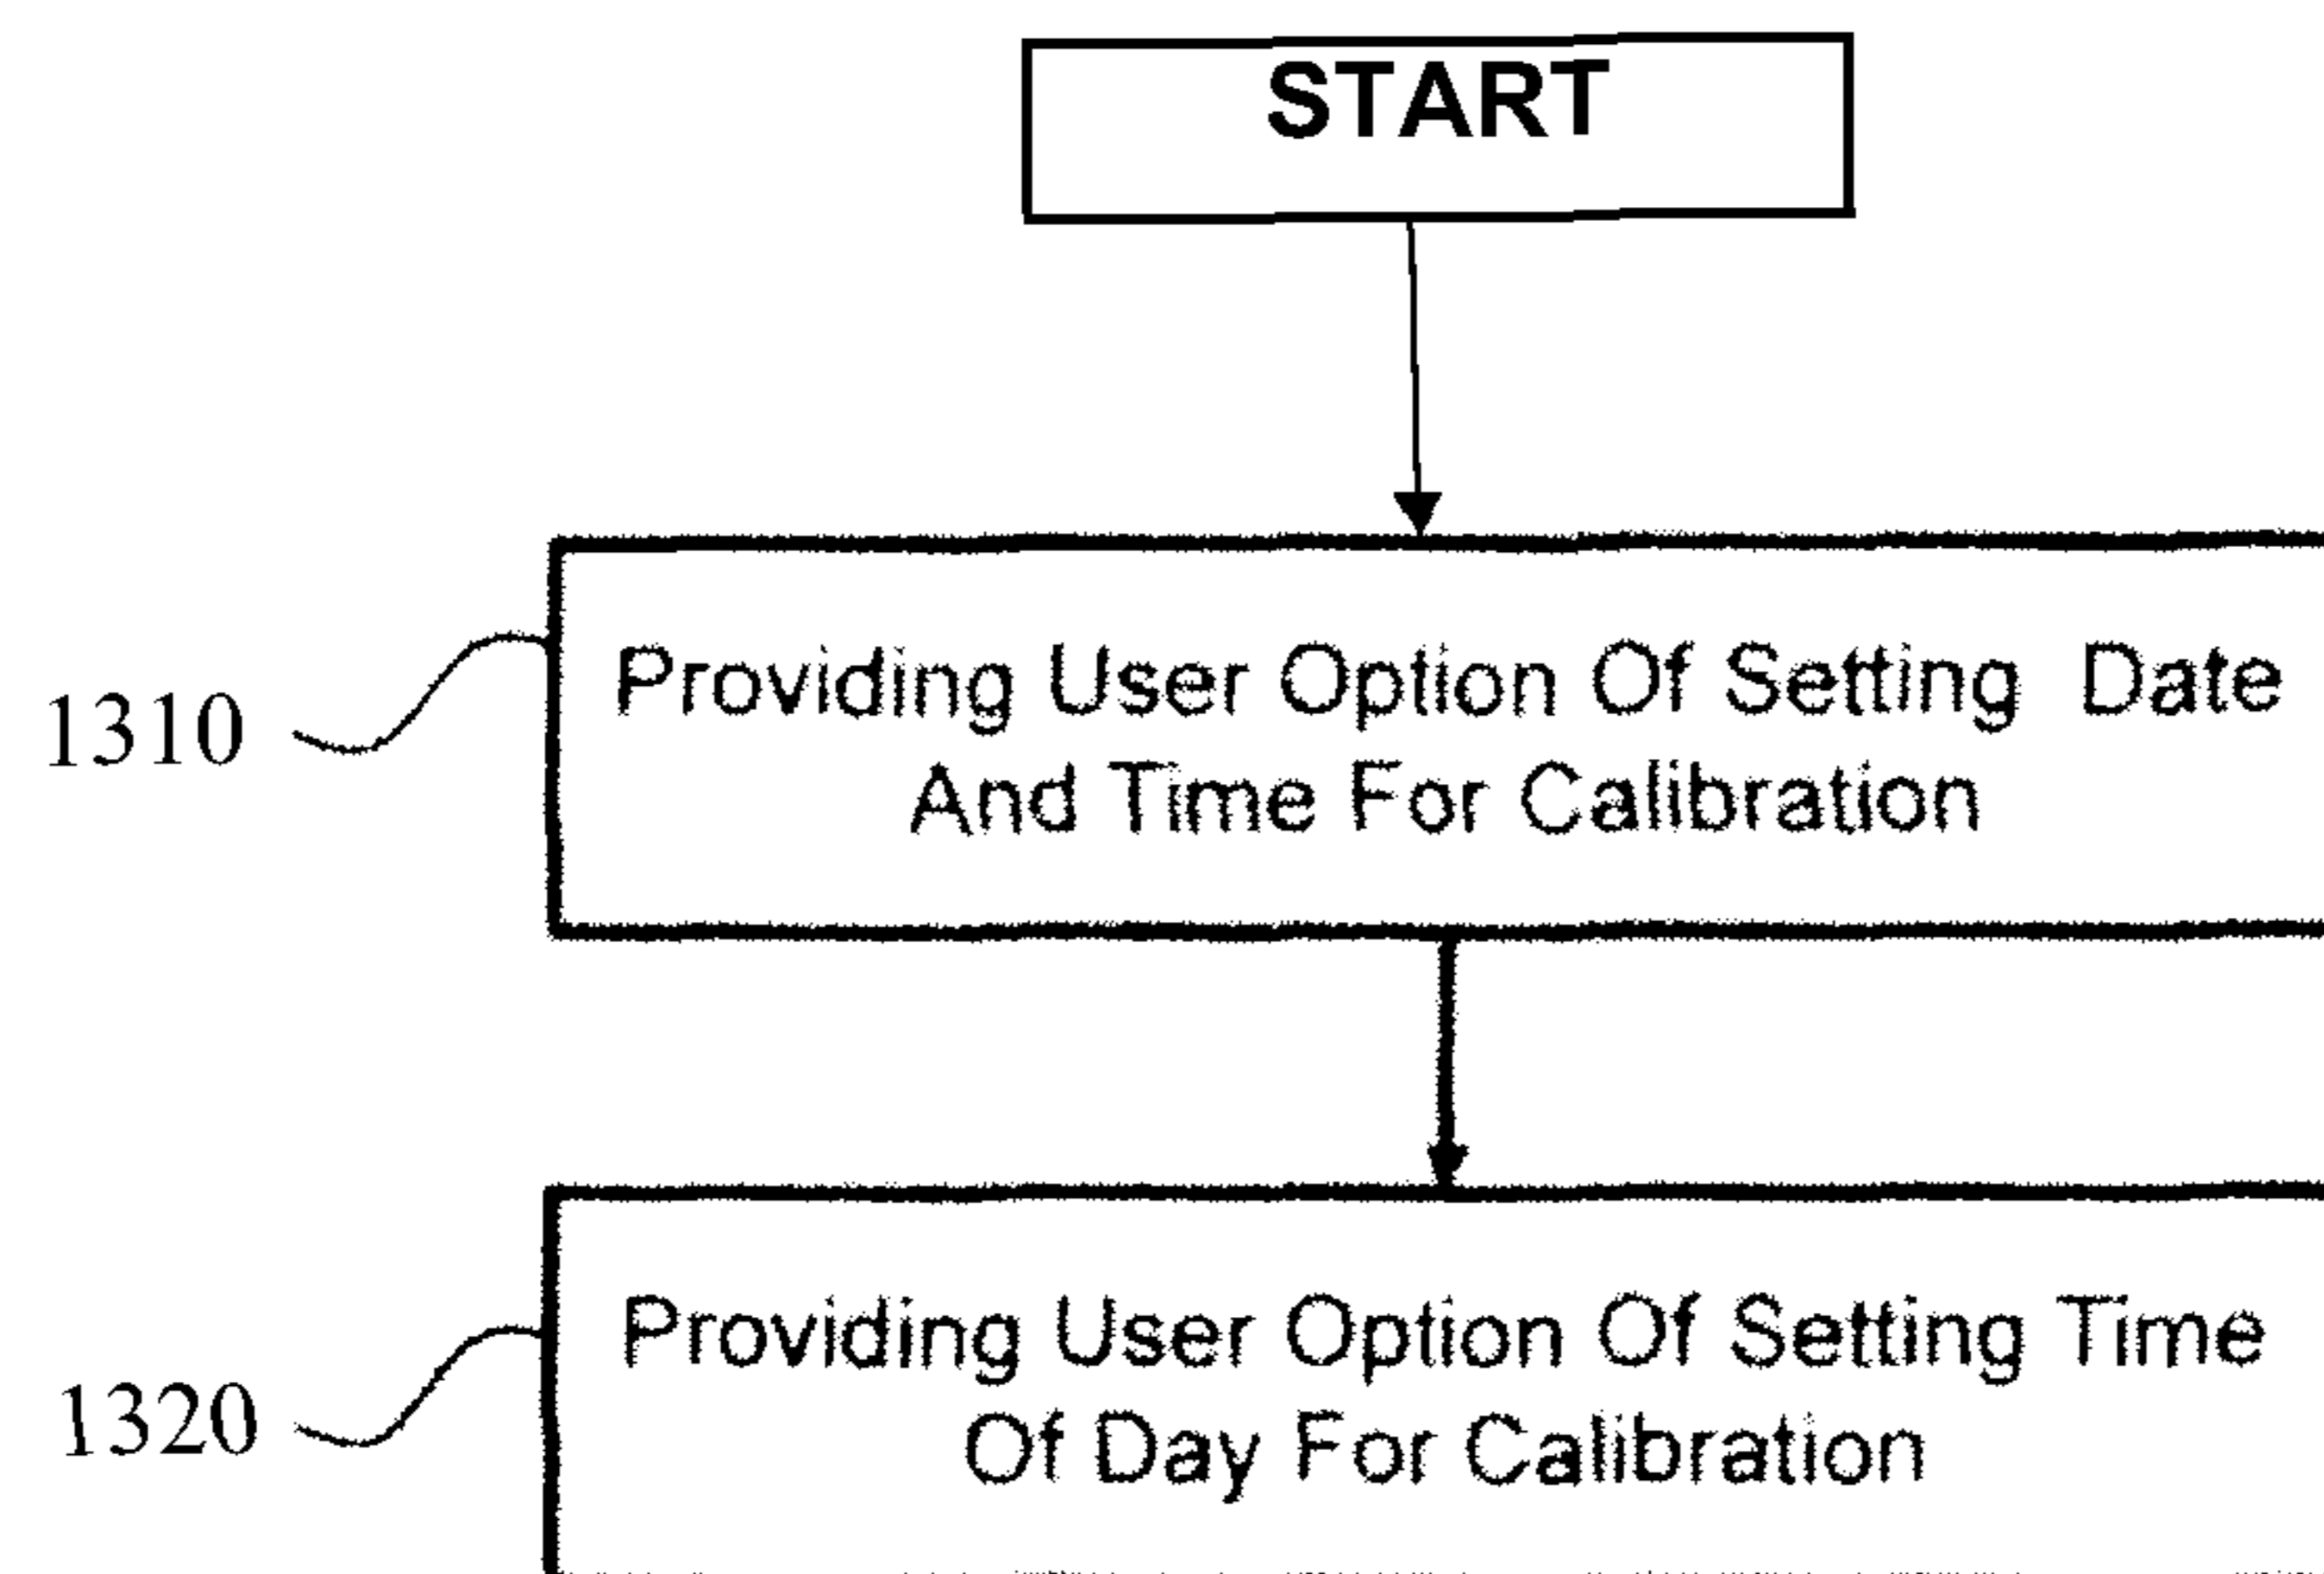 START
1310
Providing User Option Of Setting Date
And Time For Calibration
1320
Providing User Option Of Setting Time
Of Day For Calibration